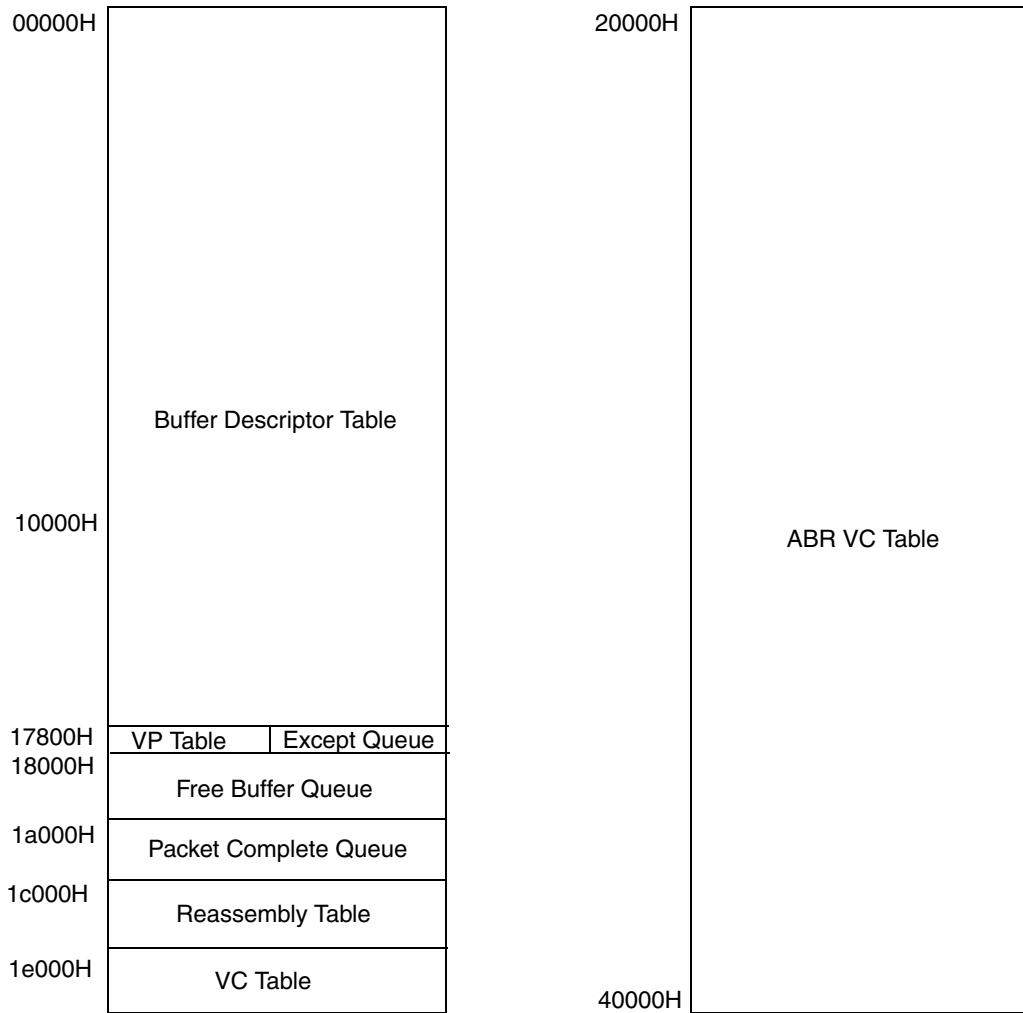 00000H
Buffer Descriptor Table
10000H
17800H
VP Table
Except Queue
18000H
Free Buffer Queue
1a000H
Packet Complete Queue
1c000H
Reassembly Table
1e000H
VC Table
20000H
ABR VC Table
40000H